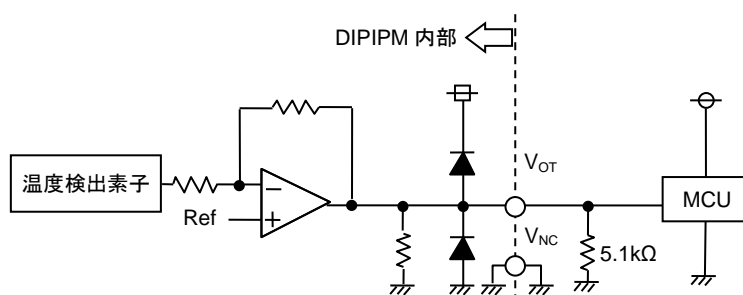 DIPIPM 内部
温度検出素子
Ref
−
+
VOT
VNC
MCU
5.1kΩ